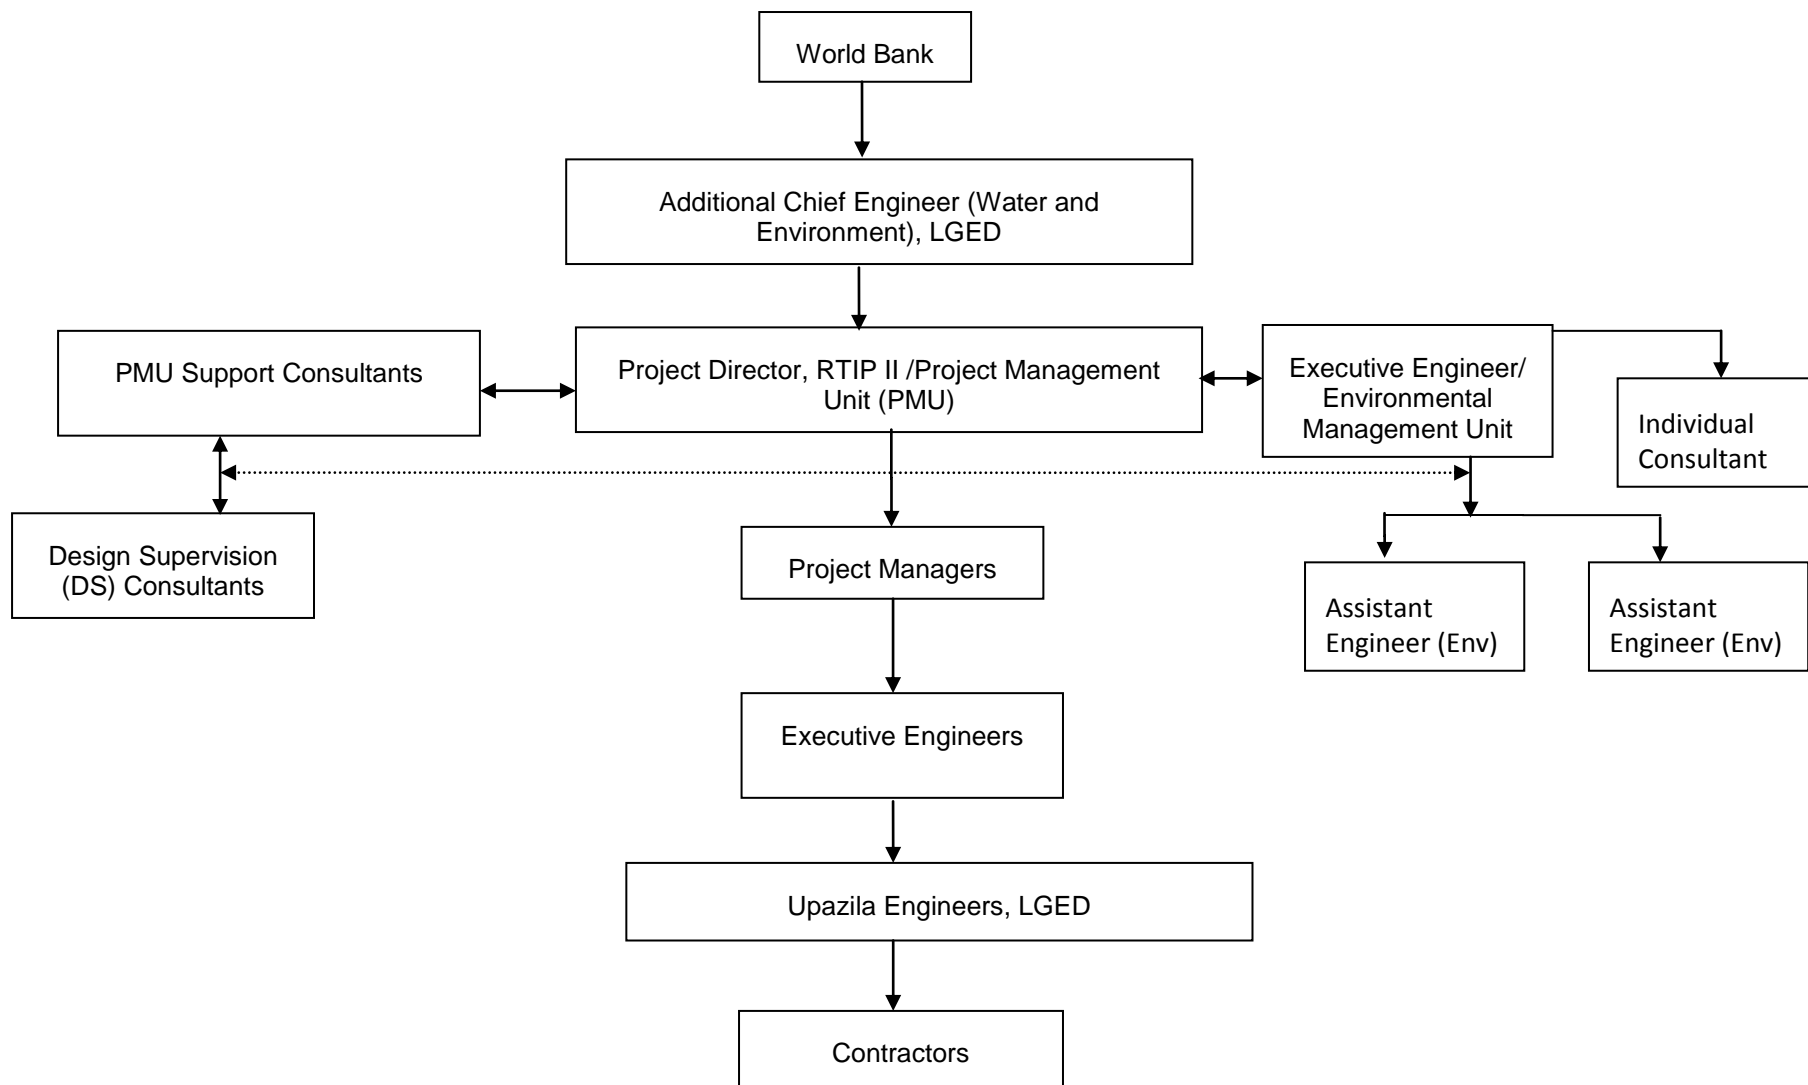 World Bank
Additional Chief Engineer (Water and
Environment), LGED
PMU Support Consultants
Project Director, RTIP II /Project Management
Unit (PMU)
Executive Engineer/
Environmental
Management Unit
Individual
Consultant
Design Supervision
(DS) Consultants
Project Managers
Assistant
Engineer (Env)
Assistant
Engineer (Env)
Executive Engineers
Upazila Engineers, LGED
Contractors